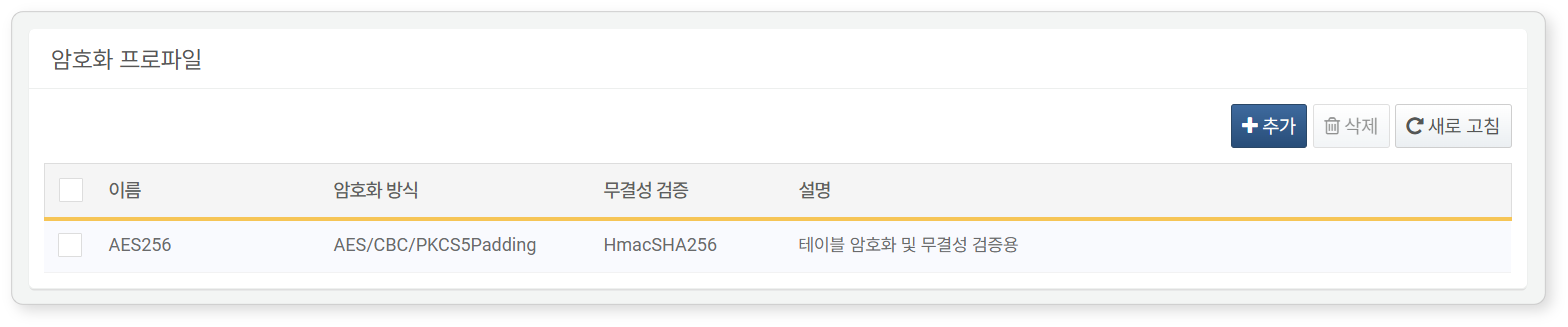 암호화 프로파일
추가 삭제 새로 고침
이름 암호화 방식 무결성 검증 설명
AES256 AES/CBC/PKCS5Padding HmacSHA256 테이블 암호화 및 무결성 검증용